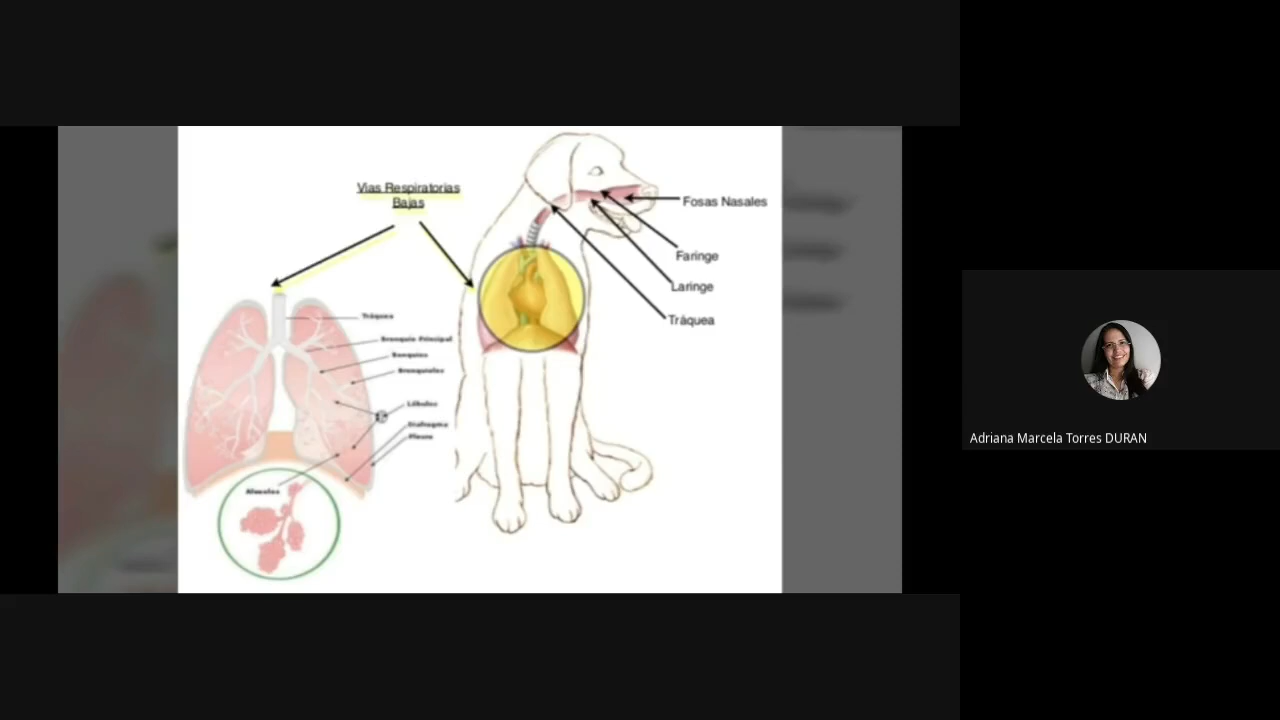 Vias Respiratorias
Bajas
Fosas Nasales
Faringe
Laringe
Tráquea
Tráquea
Bronquio Principal
Bronquios
Bronquiolos
Lóbulos
Diafragma
Pleura
Alveolos
Adriana Marcela Torres DURAN